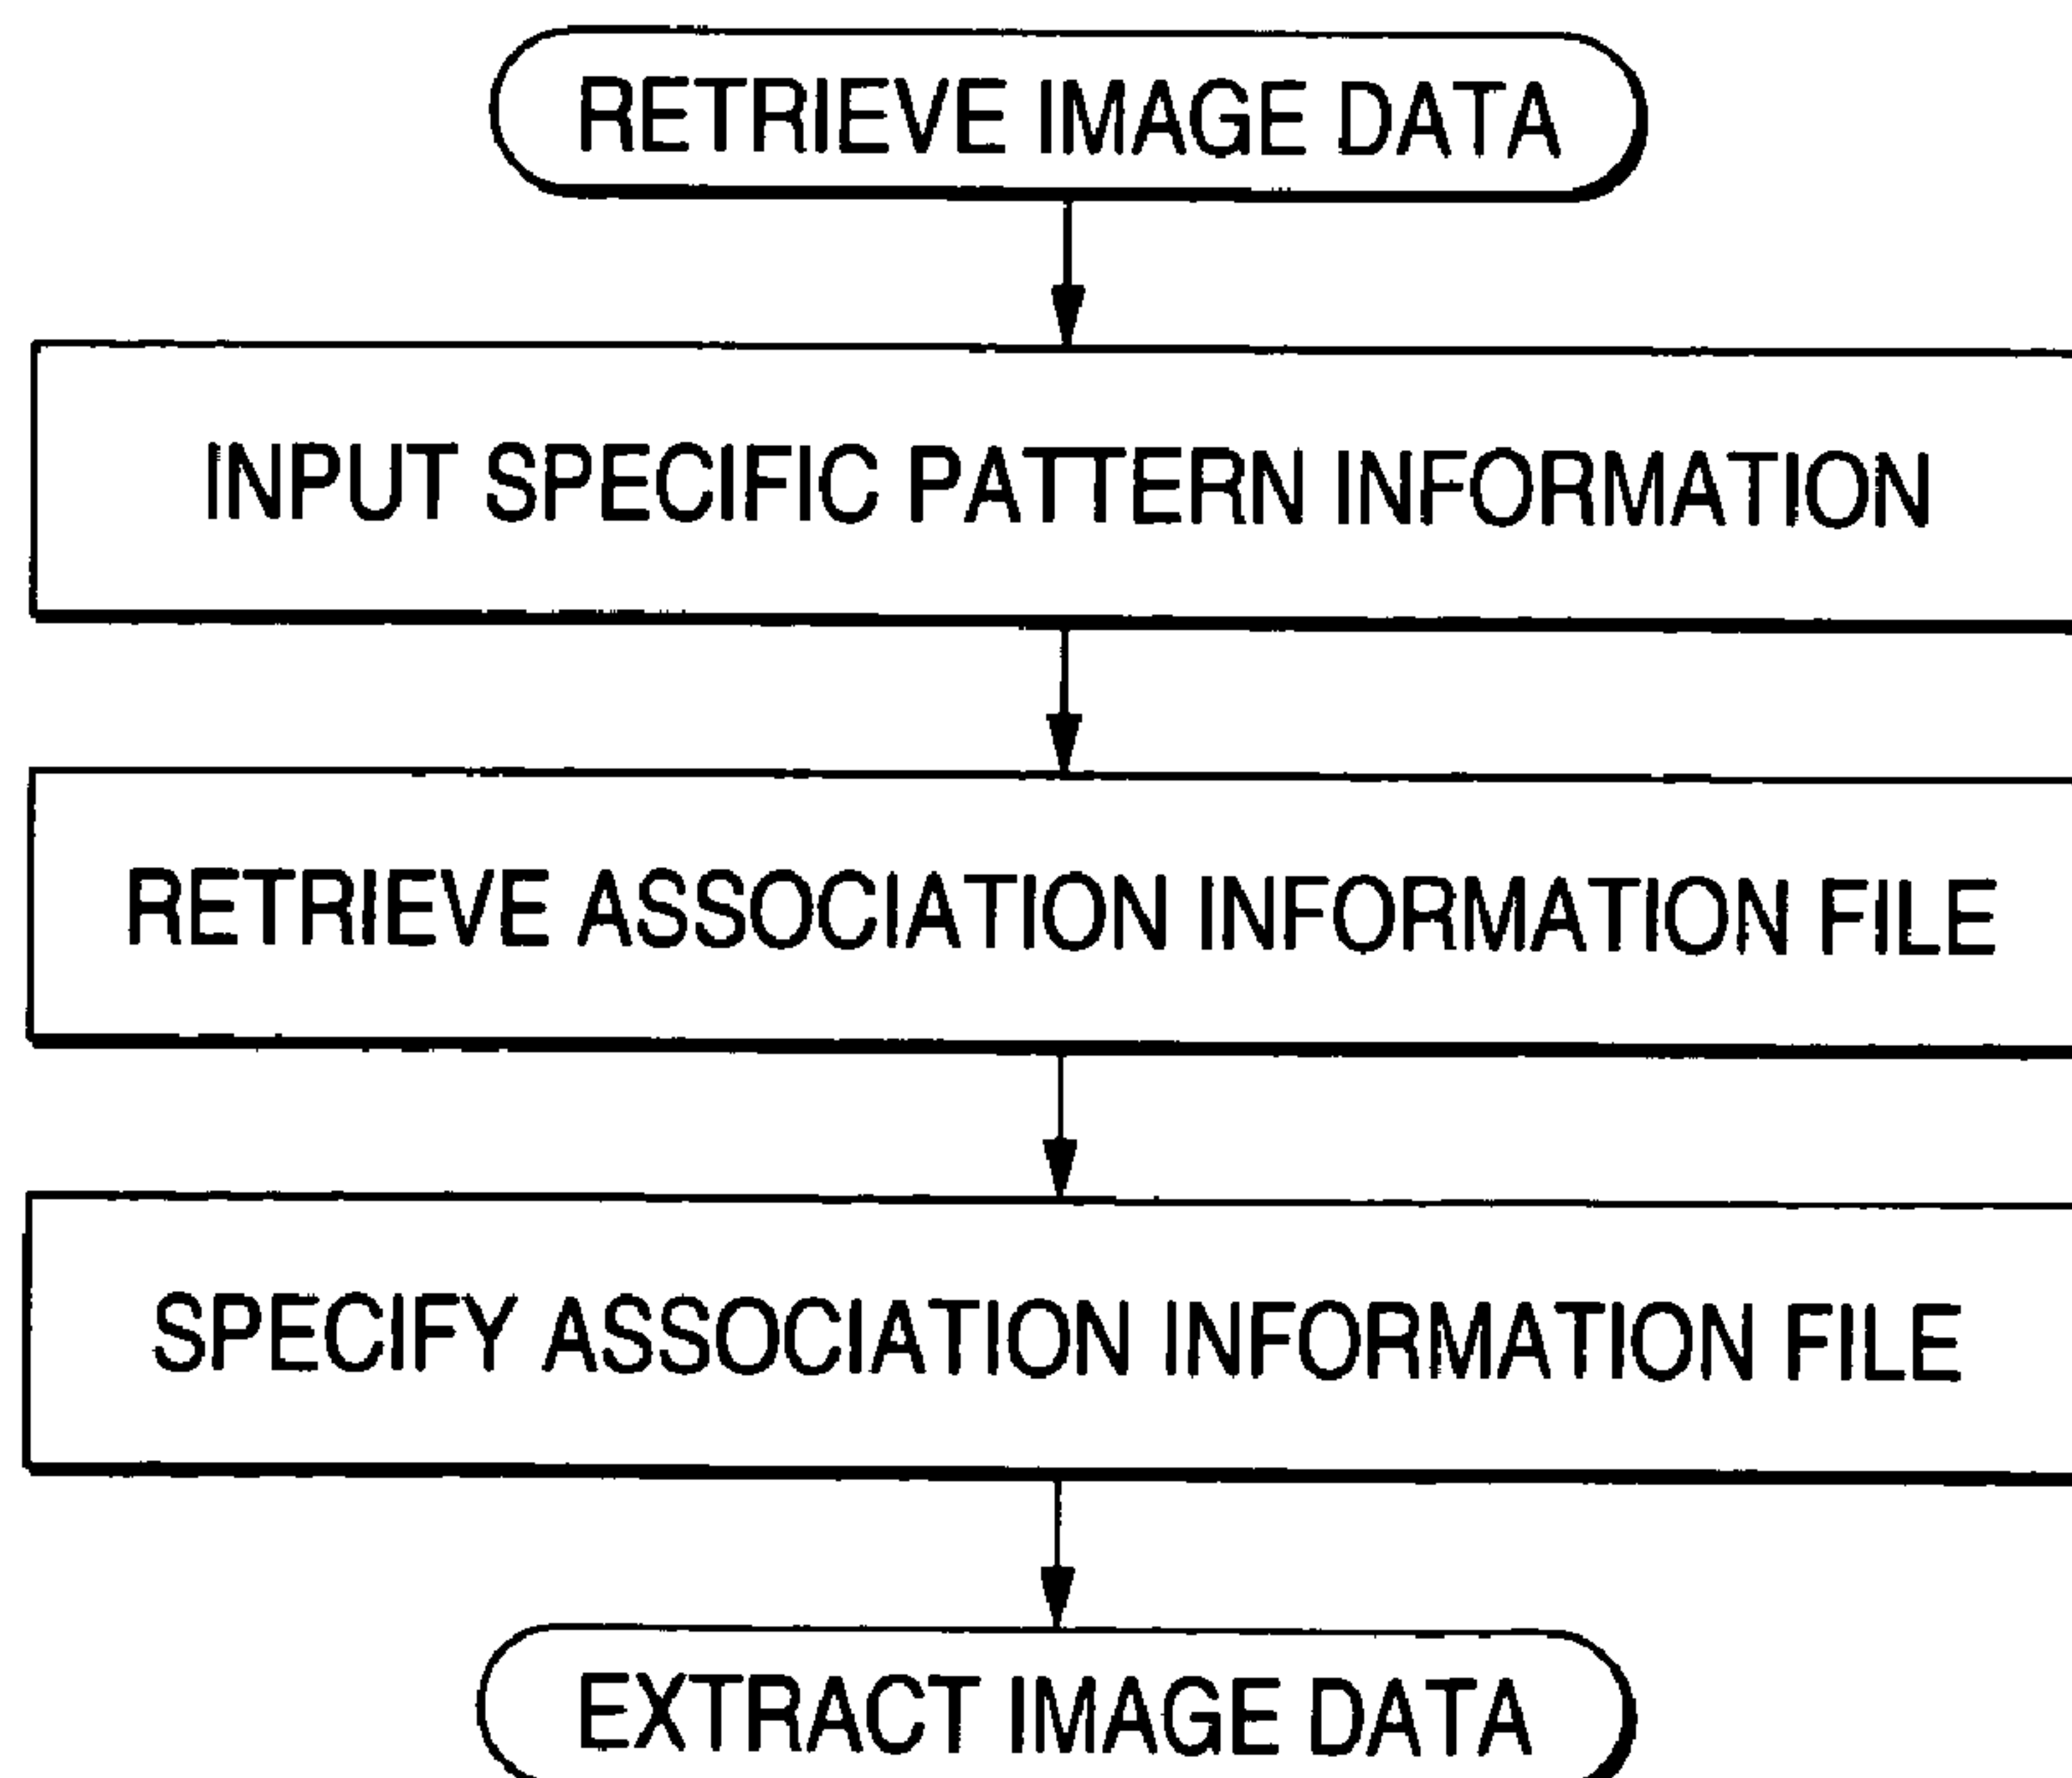 RETRIEVE IMAGE DATA
INPUT SPECIFIC PATTERN INFORMATION
RETRIEVE ASSOCIATION INFORMATION FILE
SPECIFY ASSOCIATION INFORMATION FILE
EXTRACT IMAGE DATA